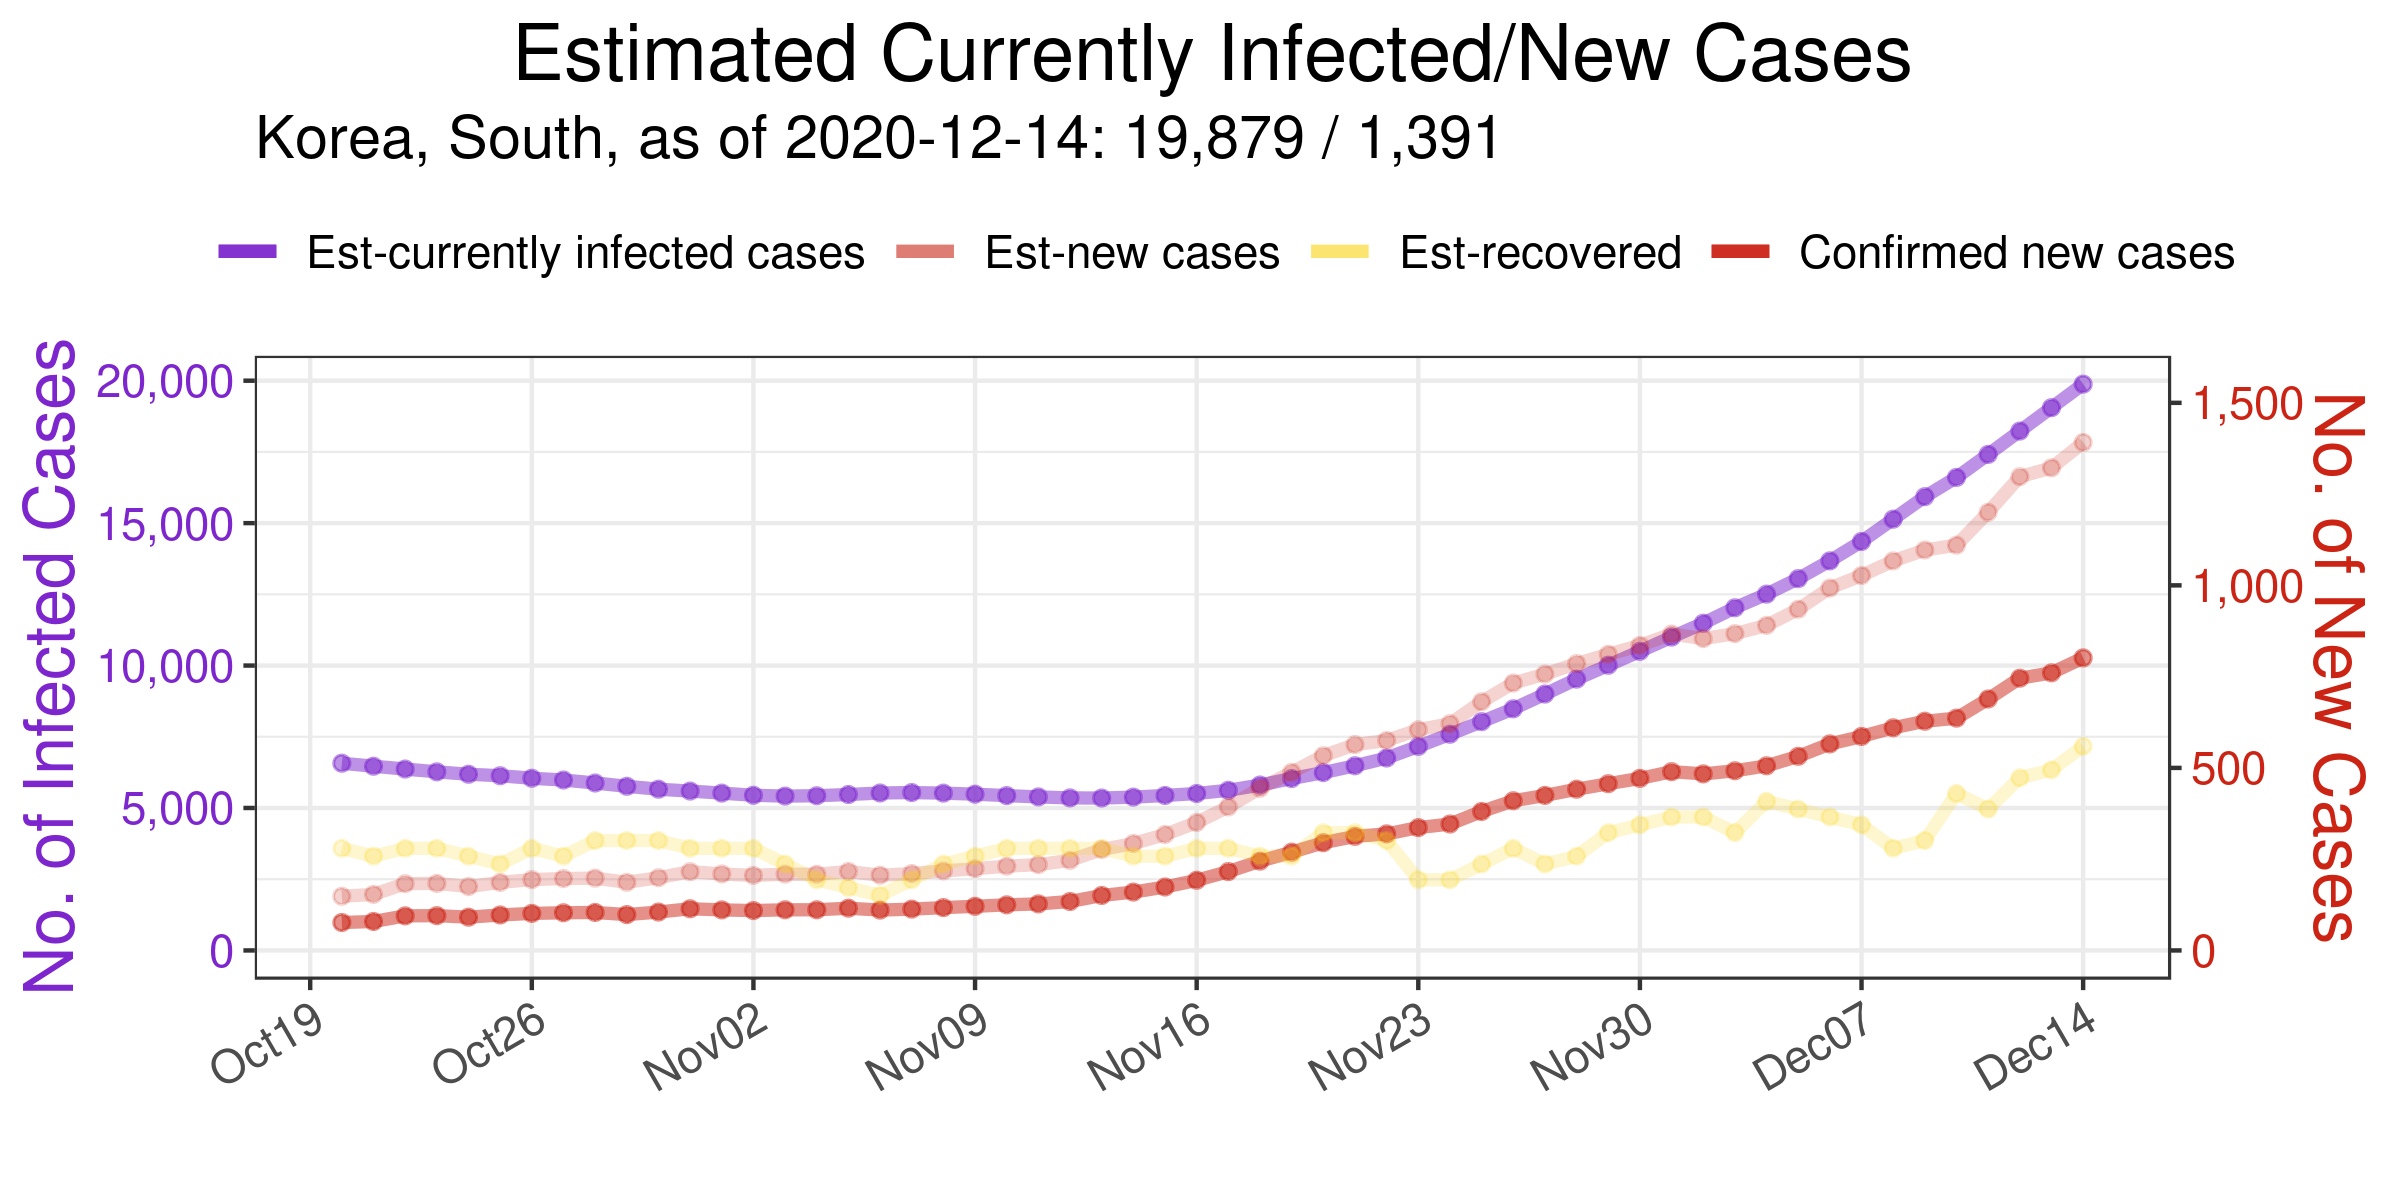 Estimated Currently Infected/New Cases
Korea, South, as of 2020-12-14: 19,879 / 1,391
Est-currently infected cases Est-new cases Est-recovered Confirmed new cases
No. of Infected Cases
20,000
15,000
10,000
5,000
0
1,500
1,000
500
0
No. of New Cases
Oct19 Oct26 Nov02 Nov09 Nov16 Nov23 Nov30 Dec07 Dec14